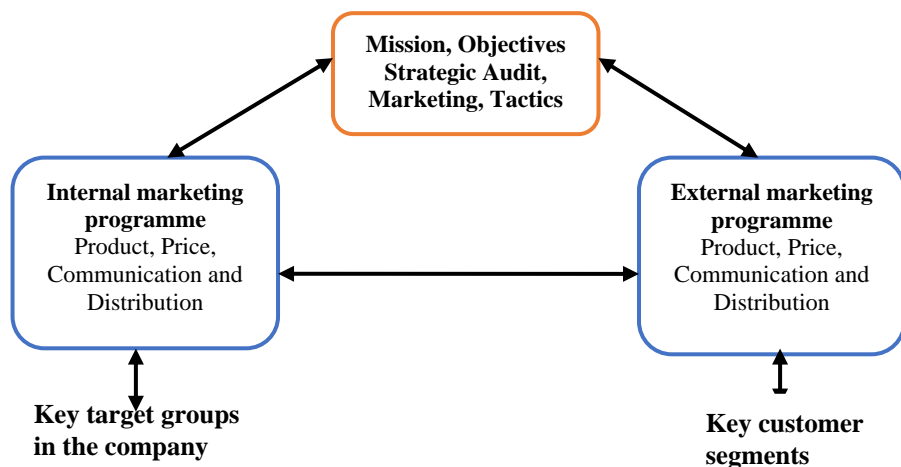 Mission, Objectives
Strategic Audit,
Marketing, Tactics
Internal marketing
programme
Product, Price,
Communication and
Distribution
External marketing
programme
Product, Price,
Communication and
Distribution
Key target groups
in the company
Key customer
segments